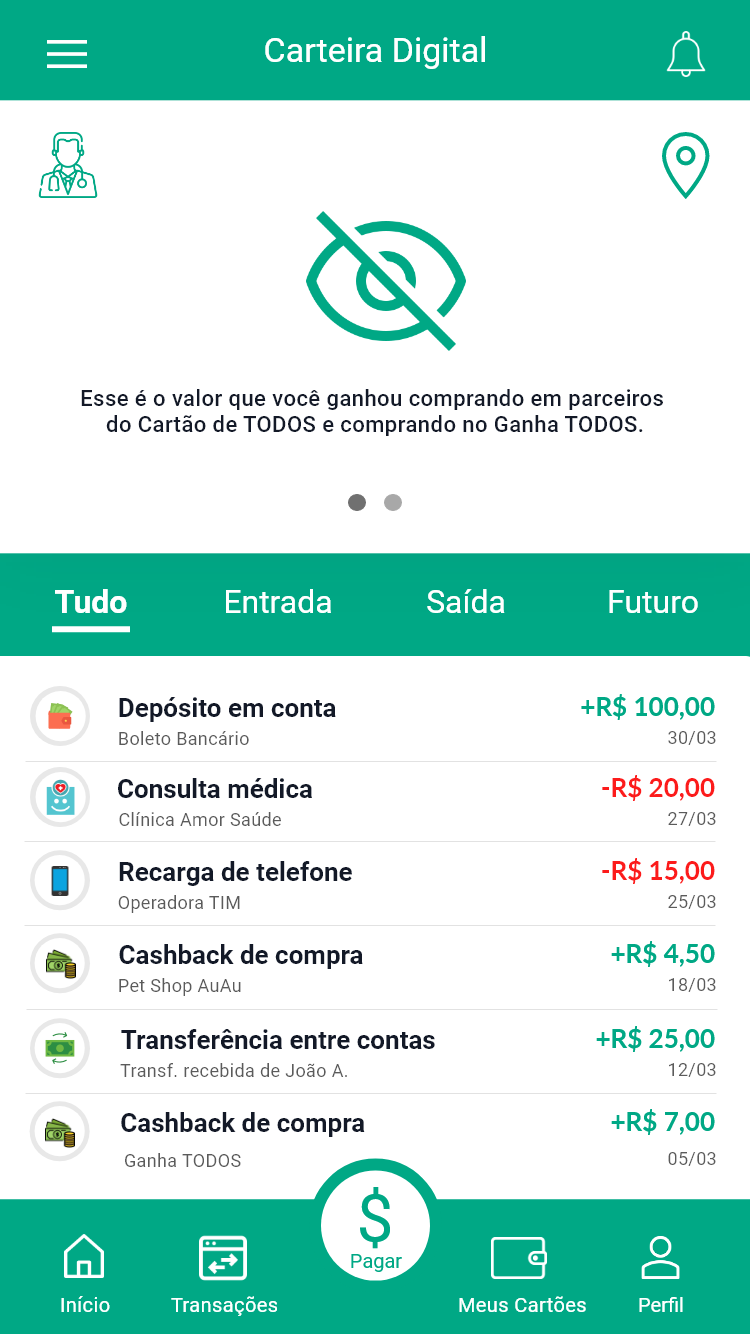 Carteira Digital
Esse é o valor que você ganhou comprando em parceiros
do Cartão de TODOS e comprando no Ganha TODOS.
Tudo Entrada Saída Futuro
Depósito em conta +R$ 100,00
Boleto Bancário 30/03
Consulta médica -R$ 20,00
Clínica Amor Saúde 27/03
Recarga de telefone -R$ 15,00
Operadora TIM 25/03
Cashback de compra +R$ 4,50
Pet Shop AuAu 18/03
Transferência entre contas +R$ 25,00
Transf. recebida de João A. 12/03
Cashback de compra +R$ 7,00
Ganha TODOS 05/03
$
Pagar
Início Transações Meus Cartões Perfil